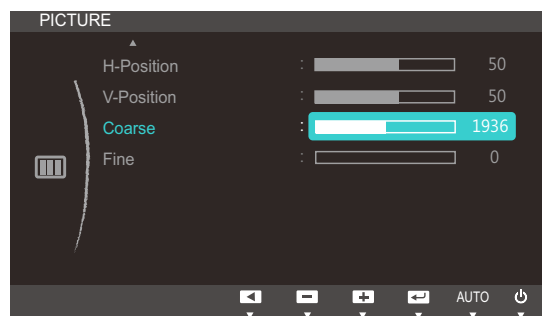 PICTURE
H-Position : 50
V-Position : 50
Coarse : 1936
Fine : 0
AUTO